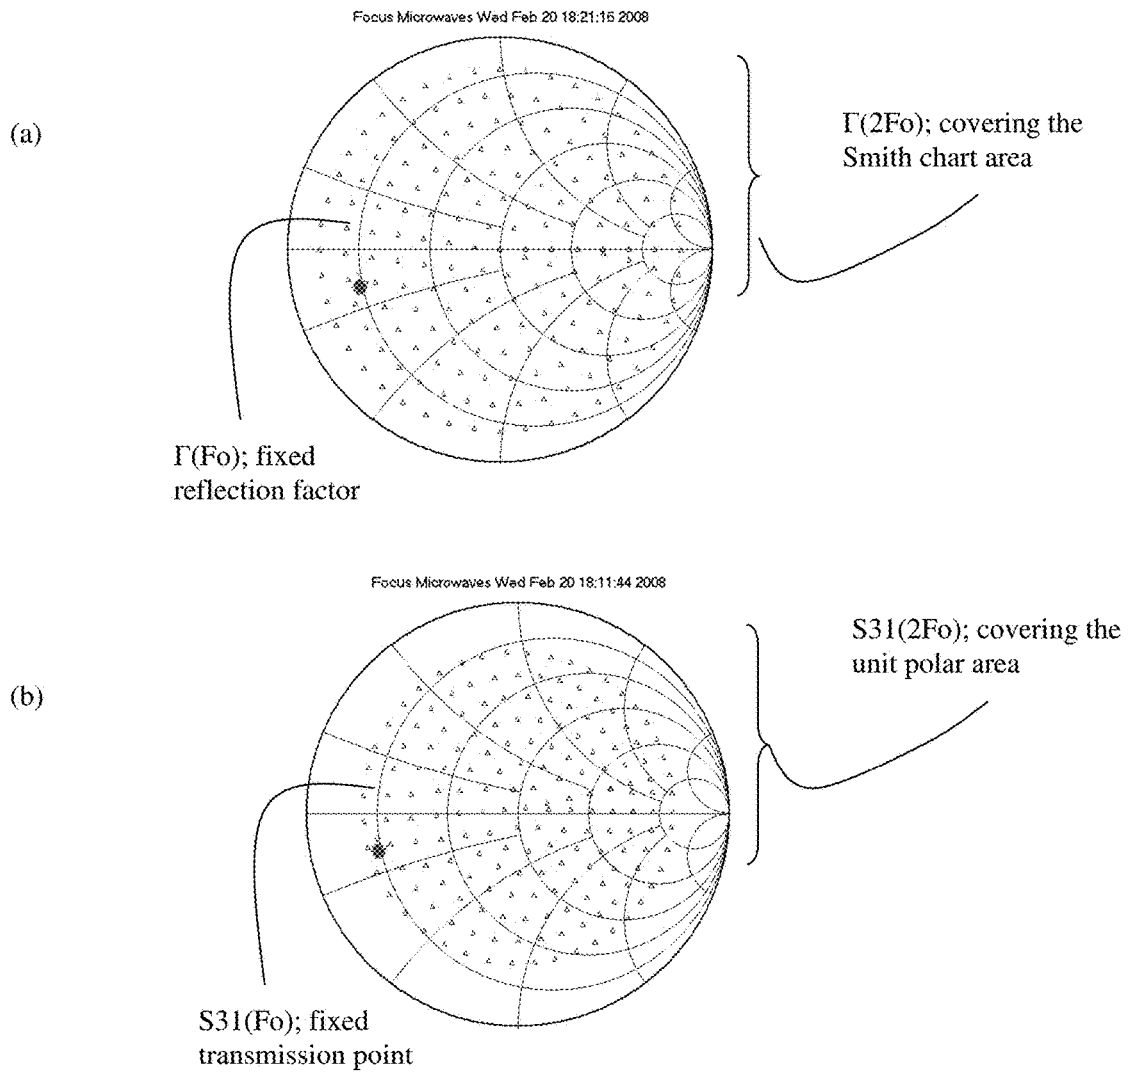 Focus Microwaves Wed Feb 20 18:21:16 2008
(a)
Γ(2Fo); covering the
Smith chart area
Γ(Fo); fixed
reflection factor
Focus Microwaves Wed Feb 20 18:11:44 2008
(b)
S31(2Fo); covering the
unit polar area
S31(Fo); fixed
transmission point